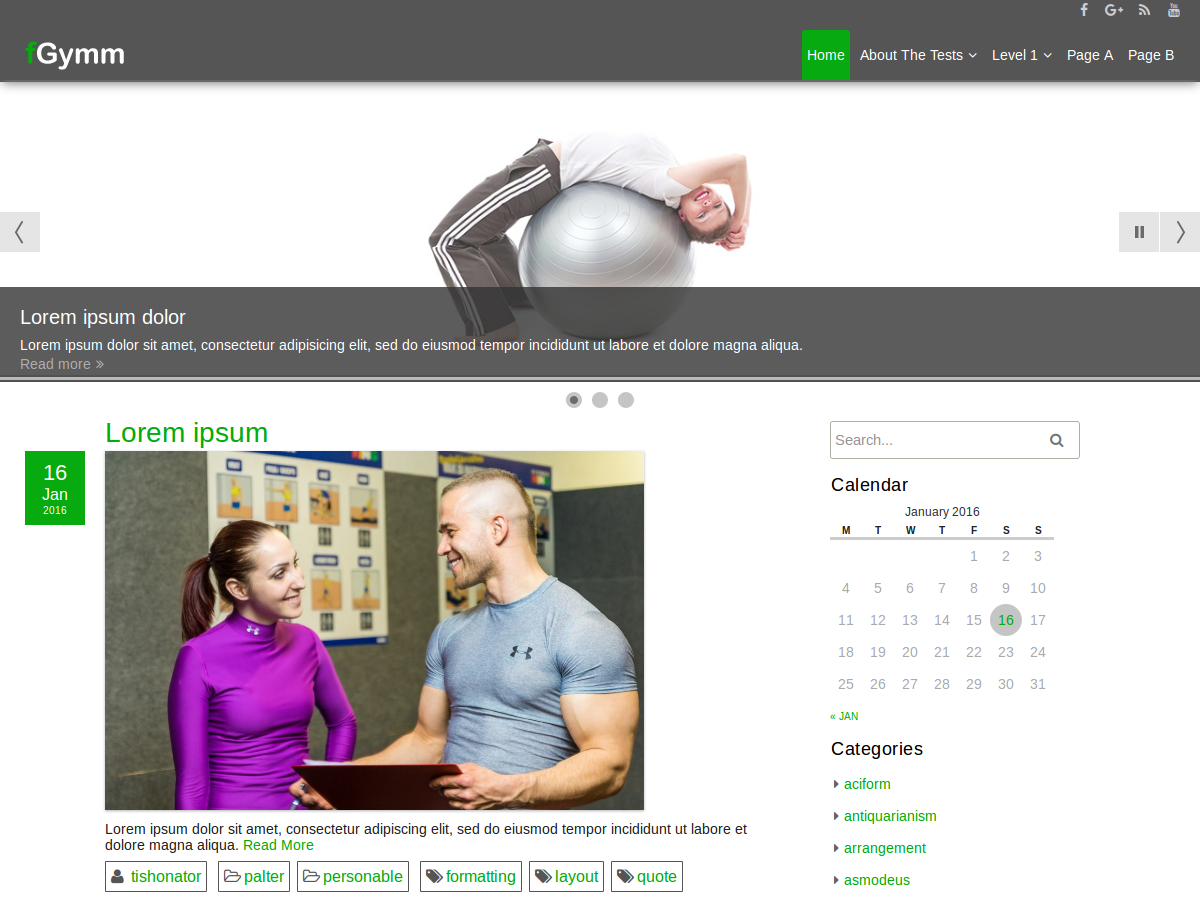 fGymm
Home About The Tests Level 1 Page A Page B
Lorem ipsum dolor
Lorem ipsum dolor sit amet, consectetur adipisicing elit, sed do eiusmod tempor incididunt ut labore et dolore magna aliqua.
Read more »
Lorem ipsum
16
Jan
2016
Lorem ipsum dolor sit amet, consectetur adipiscing elit, sed do eiusmod tempor incididunt ut labore et
dolore magna aliqua. Read More
tishonator palter personable formatting layout quote
Search...
Calendar
January 2016
M T W T F S S
1 2 3
4 5 6 7 8 9 10
11 12 13 14 15 16 17
18 19 20 21 22 23 24
25 26 27 28 29 30 31
« JAN
Categories
aciform
antiquarianism
arrangement
asmodeus